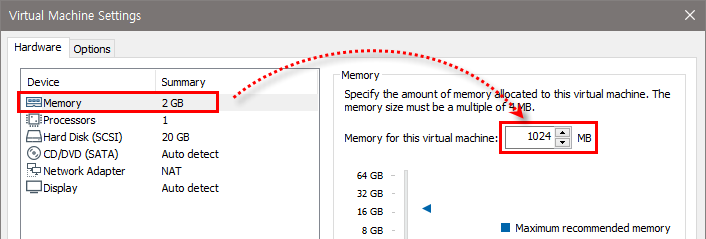 Virtual Machine Settings
Hardware
Options
Device Summary
Memory 2 GB
Processors 1
Hard Disk (SCSI) 20 GB
CD/DVD (SATA) Auto detect
Network Adapter NAT
Display Auto detect
Memory
Specify the amount of memory allocated to this virtual machine. The
memory size must be a multiple of 4 MB.
Memory for this virtual machine: 1024 MB
64 GB
32 GB
16 GB
8 GB
Maximum recommended memory